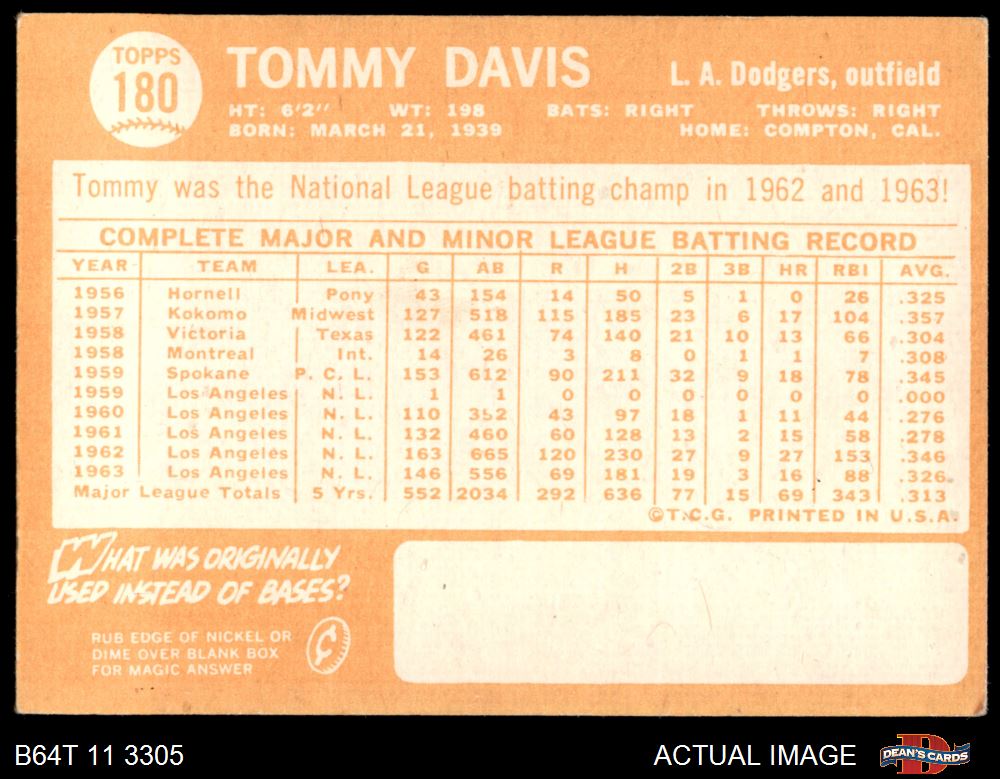 TOPPS
180
TOMMY DAVIS
L. A. Dodgers, outfield
HT: 6'2" WT: 198 BATS: RIGHT THROWS: RIGHT
BORN: MARCH 21, 1939 HOME: COMPTON, CAL.
Tommy was the National League batting champ in 1962 and 1963!
COMPLETE MAJOR AND MINOR LEAGUE BATTING RECORD
YEAR TEAM LEA. G AB R H 2B 3B HR RBI AVG.
1956 Hornell Pony 43 154 14 50 5 1 0 26 .325
1957 Kokomo Midwest 127 518 115 185 23 6 17 104 .357
1958 Victoria Texas 122 461 74 140 21 10 13 66 .304
1958 Montreal Int. 14 26 3 8 0 1 1 7 .308
1959 Spokane P. C. L. 153 612 90 211 32 9 18 78 .345
1959 Los Angeles N. L. 1 1 0 0 0 0 0 0 .000
1960 Los Angeles N. L. 110 352 43 97 18 1 11 44 .276
1961 Los Angeles N. L. 132 460 60 128 13 2 15 58 .278
1962 Los Angeles N. L. 163 665 120 230 27 9 27 153 .346
1963 Los Angeles N. L. 146 556 69 181 19 3 16 88 .326
Major League Totals 5 Yrs. 552 2034 292 636 77 15 69 343 .313
©T.C.G. PRINTED IN U.S.A.
WHAT WAS ORIGINALLY
USED INSTEAD OF BASES?
RUB EDGE OF NICKEL OR
DIME OVER BLANK BOX
FOR MAGIC ANSWER
¢
B64T 11 3305
ACTUAL IMAGE
DEAN'S CARDS